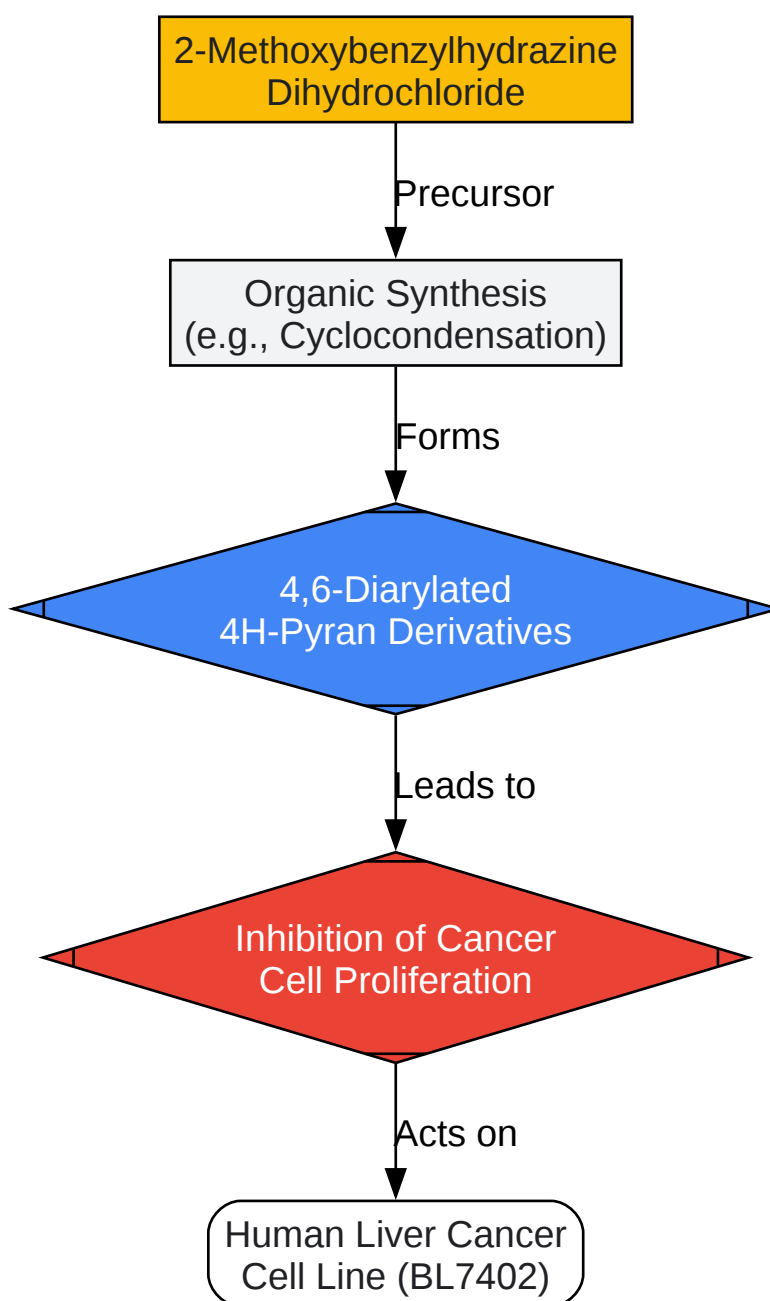 2-Methoxybenzylhydrazine
Dihydrochloride
Precursor
Organic Synthesis
(e.g., Cyclocondensation)
Forms
4,6-Diarylated
4H-Pyran Derivatives
Leads to
Inhibition of Cancer
Cell Proliferation
Acts on
Human Liver Cancer
Cell Line (BL7402)